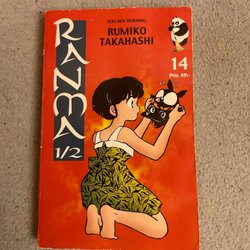 TEXT OCH TECKNING:
RUMIKO
TAKAHASHI
RANMA
1/2
14
Pris 49:-